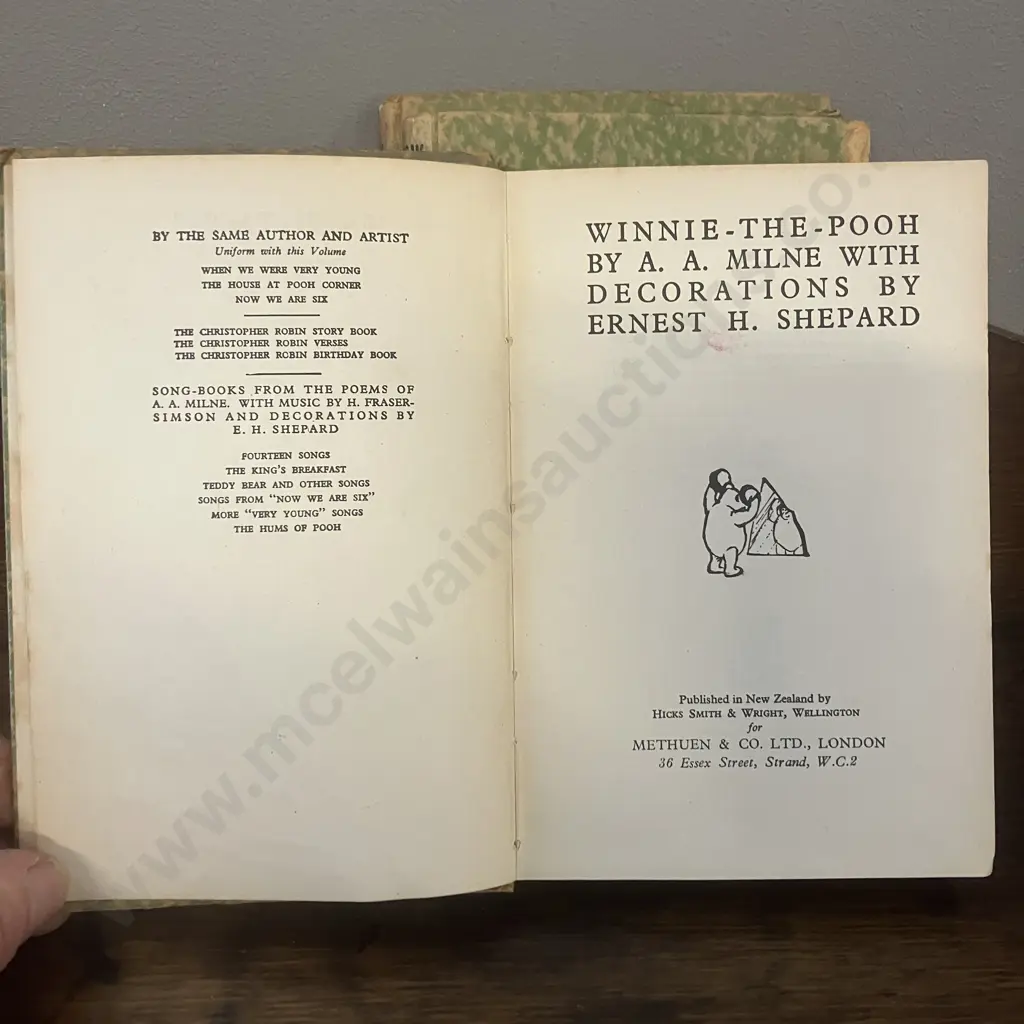 BY THE SAME AUTHOR AND ARTIST
Uniform with this Volume
WHEN WE WERE VERY YOUNG
THE HOUSE AT POOH CORNER
NOW WE ARE SIX
THE CHRISTOPHER ROBIN STORY BOOK
THE CHRISTOPHER ROBIN VERSES
THE CHRISTOPHER ROBIN BIRTHDAY BOOK
SONG-BOOKS FROM THE POEMS OF
A. A. MILNE. WITH MUSIC BY H. FRASER-
SIMSON AND DECORATIONS BY
E. H. SHEPARD
FOURTEEN SONGS
THE KING'S BREAKFAST
TEDDY BEAR AND OTHER SONGS
SONGS FROM "NOW WE ARE SIX"
MORE "VERY YOUNG" SONGS
THE HUMS OF POOH
WINNIE-THE-POOH
BY A. A. MILNE WITH
DECORATIONS BY
ERNEST H. SHEPARD
Published in New Zealand by
HICKS SMITH & WRIGHT, WELLINGTON
for
METHUEN & CO. LTD., LONDON
36 Essex Street, Strand, W.C.2